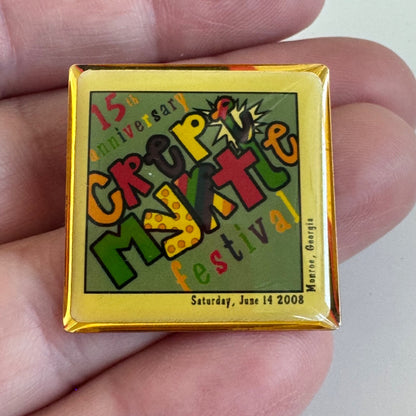 15th
anniversary
CREPE
MYRTLE
festival
Saturday, June 14 2008
Monroe, Georgia